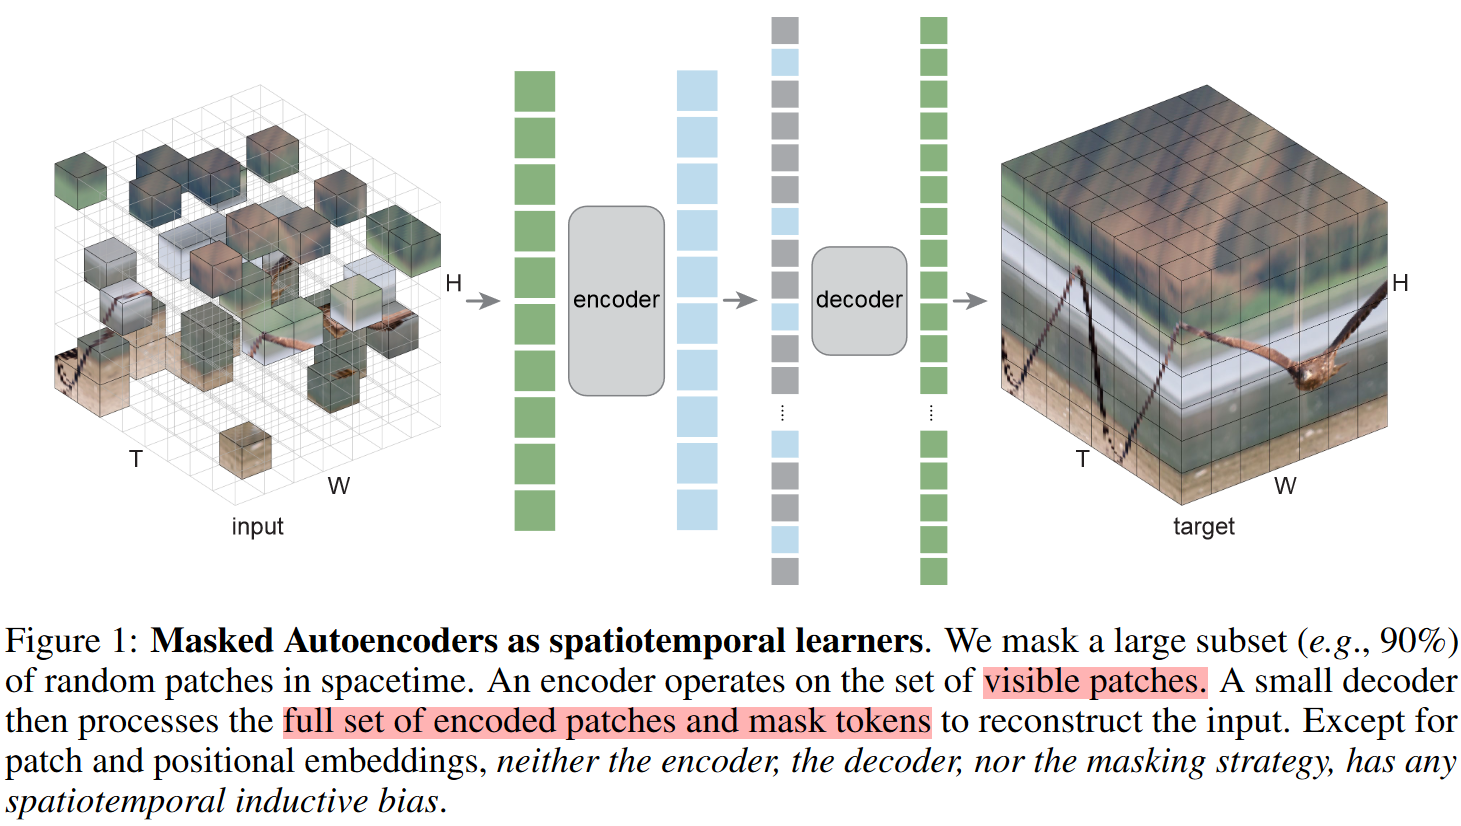 encoder
decoder
H
H
T
W
T
W
input
target
Figure 1: Masked Autoencoders as spatiotemporal learners. We mask a large subset (e.g., 90%)
of random patches in spacetime. An encoder operates on the set of visible patches. A small decoder
then processes the full set of encoded patches and mask tokens to reconstruct the input. Except for
patch and positional embeddings, neither the encoder, the decoder, nor the masking strategy, has any
spatiotemporal inductive bias.